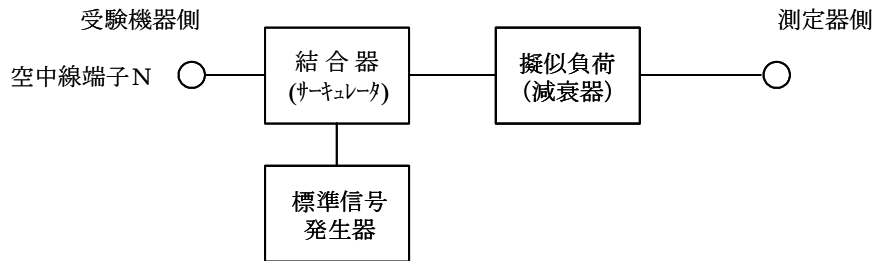 受験機器側
測定器側
空中線端子N
結合器
(サーキュレータ)
擬似負荷
(減衰器)
標準信号
発生器